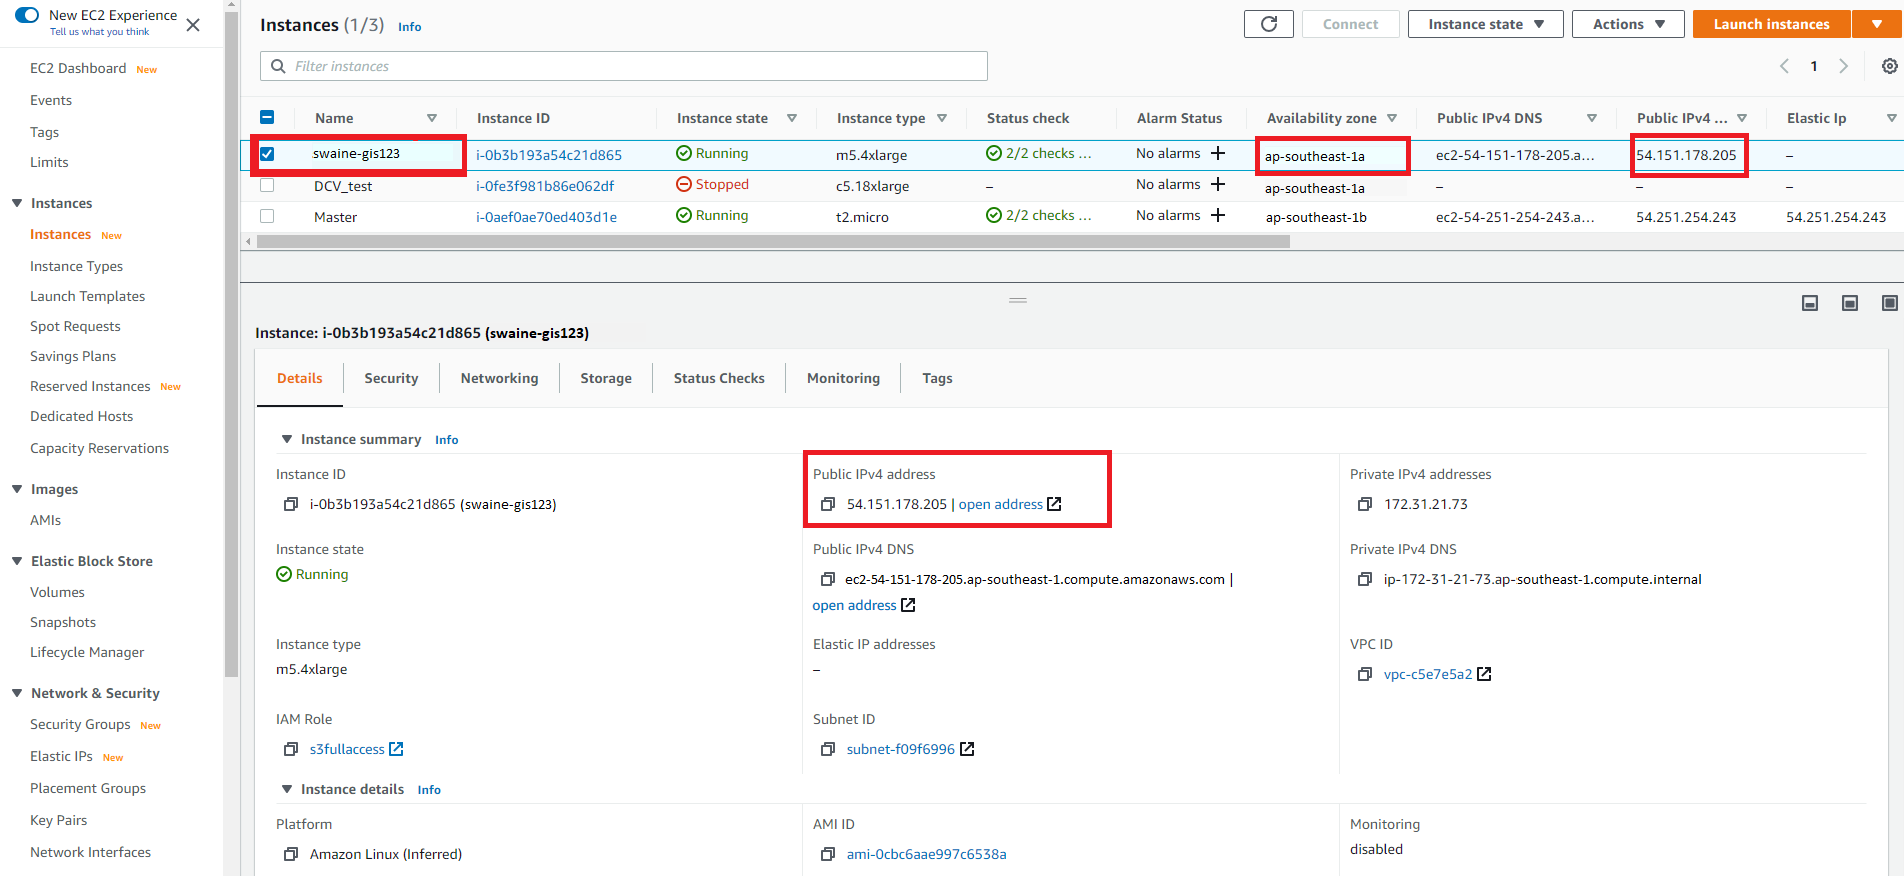 New EC2 Experience
Tell us what you think
EC2 Dashboard New
Events
Tags
Limits
Instances
Instances New
Instance Types
Launch Templates
Spot Requests
Savings Plans
Reserved Instances New
Dedicated Hosts
Capacity Reservations
Images
AMIs
Elastic Block Store
Volumes
Snapshots
Lifecycle Manager
Network & Security
Security Groups New
Elastic IPs New
Placement Groups
Key Pairs
Network Interfaces
Instances (1/3) Info
Connect Instance state Actions Launch instances
Filter instances
1
Name Instance ID Instance state Instance type Status check Alarm Status Availability zone Public IPv4 DNS Public IPv4 ... Elastic Ip
swaine-gis123 i-0b3b193a54c21d865 Running m5.4xlarge 2/2 checks ... No alarms + ap-southeast-1a ec2-54-151-178-205.a... 54.151.178.205 –
DCV_test i-0fe3f981b86e062df Stopped c5.18xlarge – No alarms + ap-southeast-1a – – –
Master i-0aef0ae70ed403d1e Running t2.micro 2/2 checks ... No alarms + ap-southeast-1b ec2-54-251-254-243.a... 54.251.254.243 54.251.254.243
Instance: i-0b3b193a54c21d865 (swaine-gis123)
Details Security Networking Storage Status Checks Monitoring Tags
Instance summary Info
Instance ID
i-0b3b193a54c21d865 (swaine-gis123)
Public IPv4 address
54.151.178.205 | open address
Private IPv4 addresses
172.31.21.73
Instance state
Running
Public IPv4 DNS
ec2-54-151-178-205.ap-southeast-1.compute.amazonaws.com |
open address
Private IPv4 DNS
ip-172-31-21-73.ap-southeast-1.compute.internal
Instance type
m5.4xlarge
Elastic IP addresses
–
VPC ID
vpc-c5e7e5a2
IAM Role
s3fullaccess
Subnet ID
subnet-f09f6996
Instance details Info
Platform
Amazon Linux (Inferred)
AMI ID
ami-0cbc6aae997c6538a
Monitoring
disabled